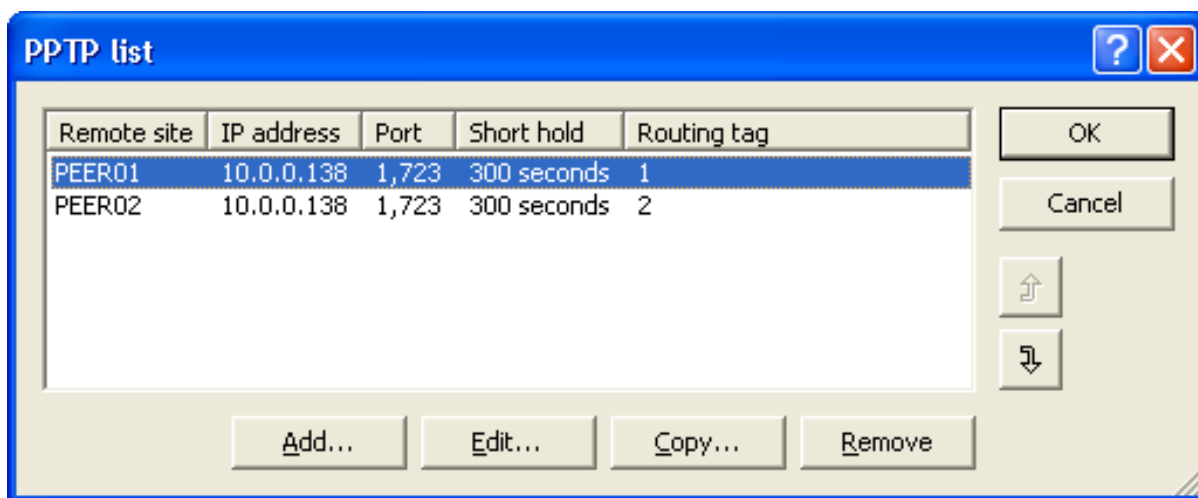 PPTP list
Remote site IP address Port Short hold Routing tag
PEER01 10.0.0.138 1,723 300 seconds 1
PEER02 10.0.0.138 1,723 300 seconds 2
OK
Cancel
Add... Edit... Copy... Remove